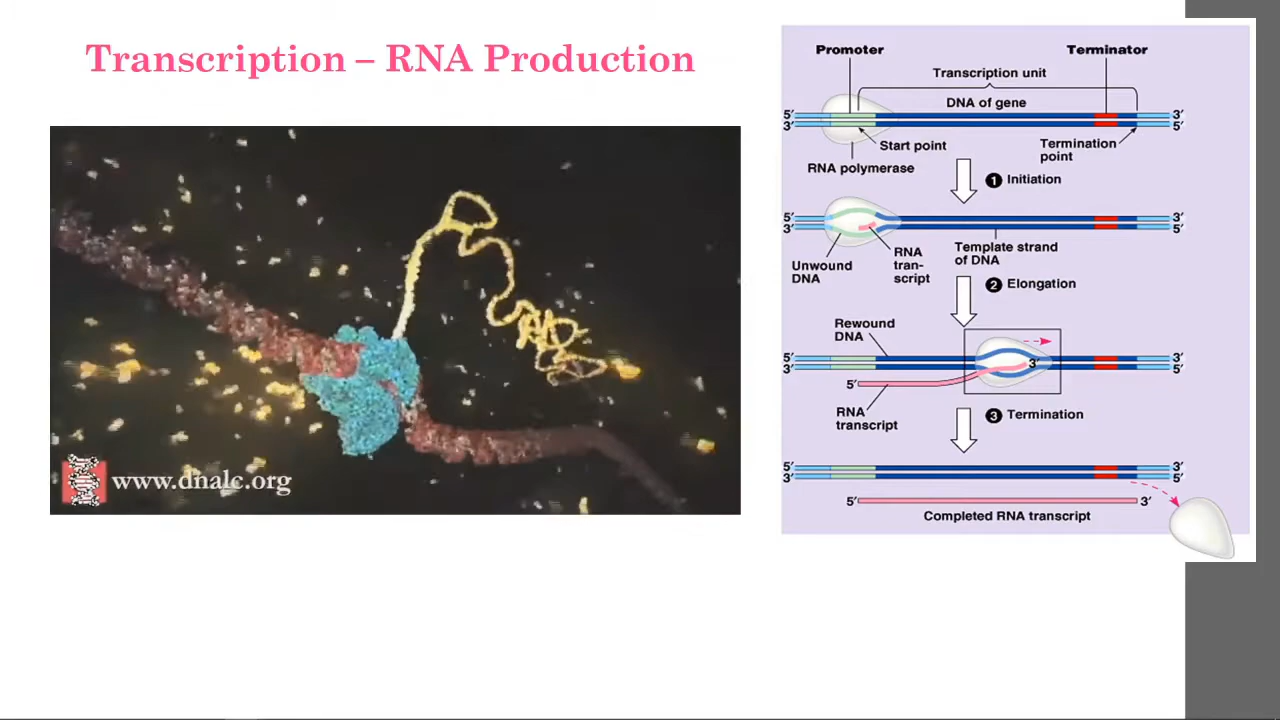 Transcription – RNA Production
www.dnalc.org
Promoter
Terminator
Transcription unit
DNA of gene
5′
3′
3′
5′
Start point
Termination
point
RNA polymerase
1 Initiation
5′
3′
3′
5′
Unwound
DNA
RNA
tran-
script
Template strand
of DNA
2 Elongation
Rewound
DNA
5′
3′
3′
3′
5′
5′
RNA
transcript
3 Termination
5′
3′
3′
5′
5′
3′
Completed RNA transcript